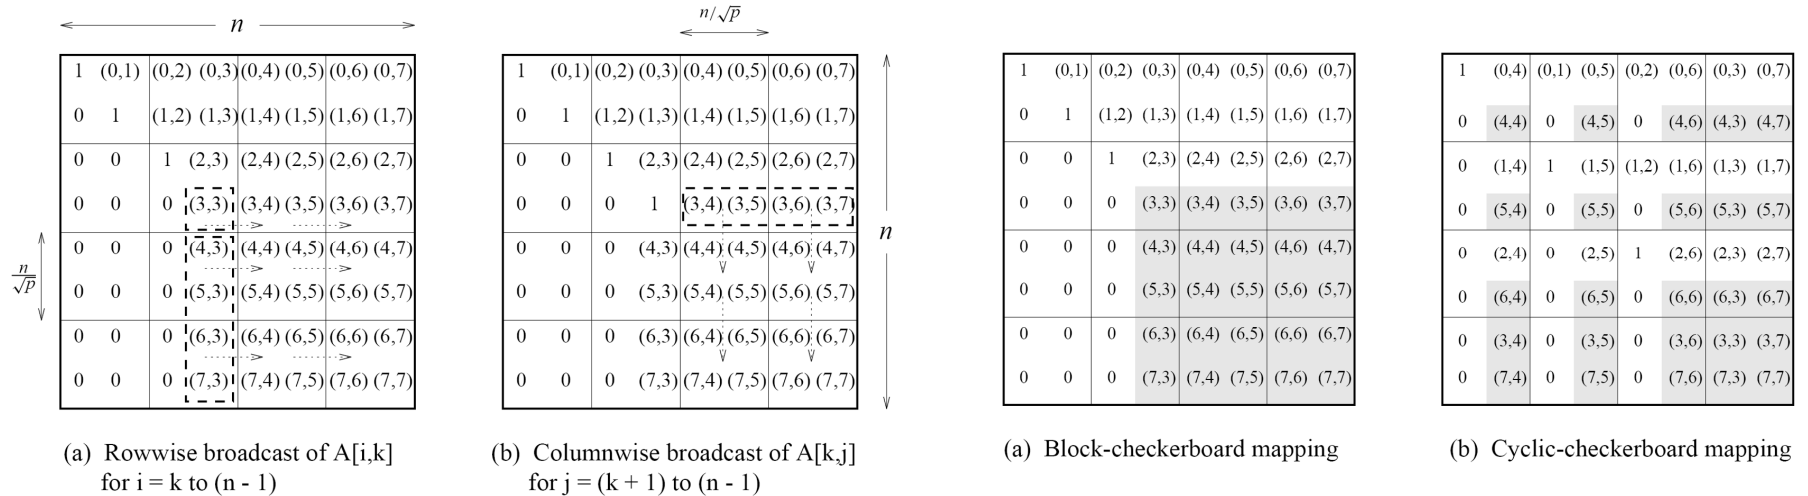 n
1 (0,1) (0,2) (0,3) (0,4) (0,5) (0,6) (0,7)
0 1 (1,2) (1,3) (1,4) (1,5) (1,6) (1,7)
0 0 1 (2,3) (2,4) (2,5) (2,6) (2,7)
0 0 0 (3,3) (3,4) (3,5) (3,6) (3,7)
0 0 0 (4,3) (4,4) (4,5) (4,6) (4,7)
0 0 0 (5,3) (5,4) (5,5) (5,6) (5,7)
0 0 0 (6,3) (6,4) (6,5) (6,6) (6,7)
0 0 0 (7,3) (7,4) (7,5) (7,6) (7,7)
n
√p
(a) Rowwise broadcast of A[i,k]
for i = k to (n - 1)
n/√p
1 (0,1) (0,2) (0,3) (0,4) (0,5) (0,6) (0,7)
0 1 (1,2) (1,3) (1,4) (1,5) (1,6) (1,7)
0 0 1 (2,3) (2,4) (2,5) (2,6) (2,7)
0 0 0 1 (3,4) (3,5) (3,6) (3,7)
0 0 0 (4,3) (4,4) (4,5) (4,6) (4,7)
0 0 0 (5,3) (5,4) (5,5) (5,6) (5,7)
0 0 0 (6,3) (6,4) (6,5) (6,6) (6,7)
0 0 0 (7,3) (7,4) (7,5) (7,6) (7,7)
n
(b) Columnwise broadcast of A[k,j]
for j = (k + 1) to (n - 1)
1 (0,1) (0,2) (0,3) (0,4) (0,5) (0,6) (0,7)
0 1 (1,2) (1,3) (1,4) (1,5) (1,6) (1,7)
0 0 1 (2,3) (2,4) (2,5) (2,6) (2,7)
0 0 0 (3,3) (3,4) (3,5) (3,6) (3,7)
0 0 0 (4,3) (4,4) (4,5) (4,6) (4,7)
0 0 0 (5,3) (5,4) (5,5) (5,6) (5,7)
0 0 0 (6,3) (6,4) (6,5) (6,6) (6,7)
0 0 0 (7,3) (7,4) (7,5) (7,6) (7,7)
(a) Block-checkerboard mapping
1 (0,4) (0,1) (0,5) (0,2) (0,6) (0,3) (0,7)
0 (4,4) 0 (4,5) 0 (4,6) (4,3) (4,7)
0 (1,4) 1 (1,5) (1,2) (1,6) (1,3) (1,7)
0 (5,4) 0 (5,5) 0 (5,6) (5,3) (5,7)
0 (2,4) 0 (2,5) 1 (2,6) (2,3) (2,7)
0 (6,4) 0 (6,5) 0 (6,6) (6,3) (6,7)
0 (3,4) 0 (3,5) 0 (3,6) (3,3) (3,7)
0 (7,4) 0 (7,5) 0 (7,6) (7,3) (7,7)
(b) Cyclic-checkerboard mapping